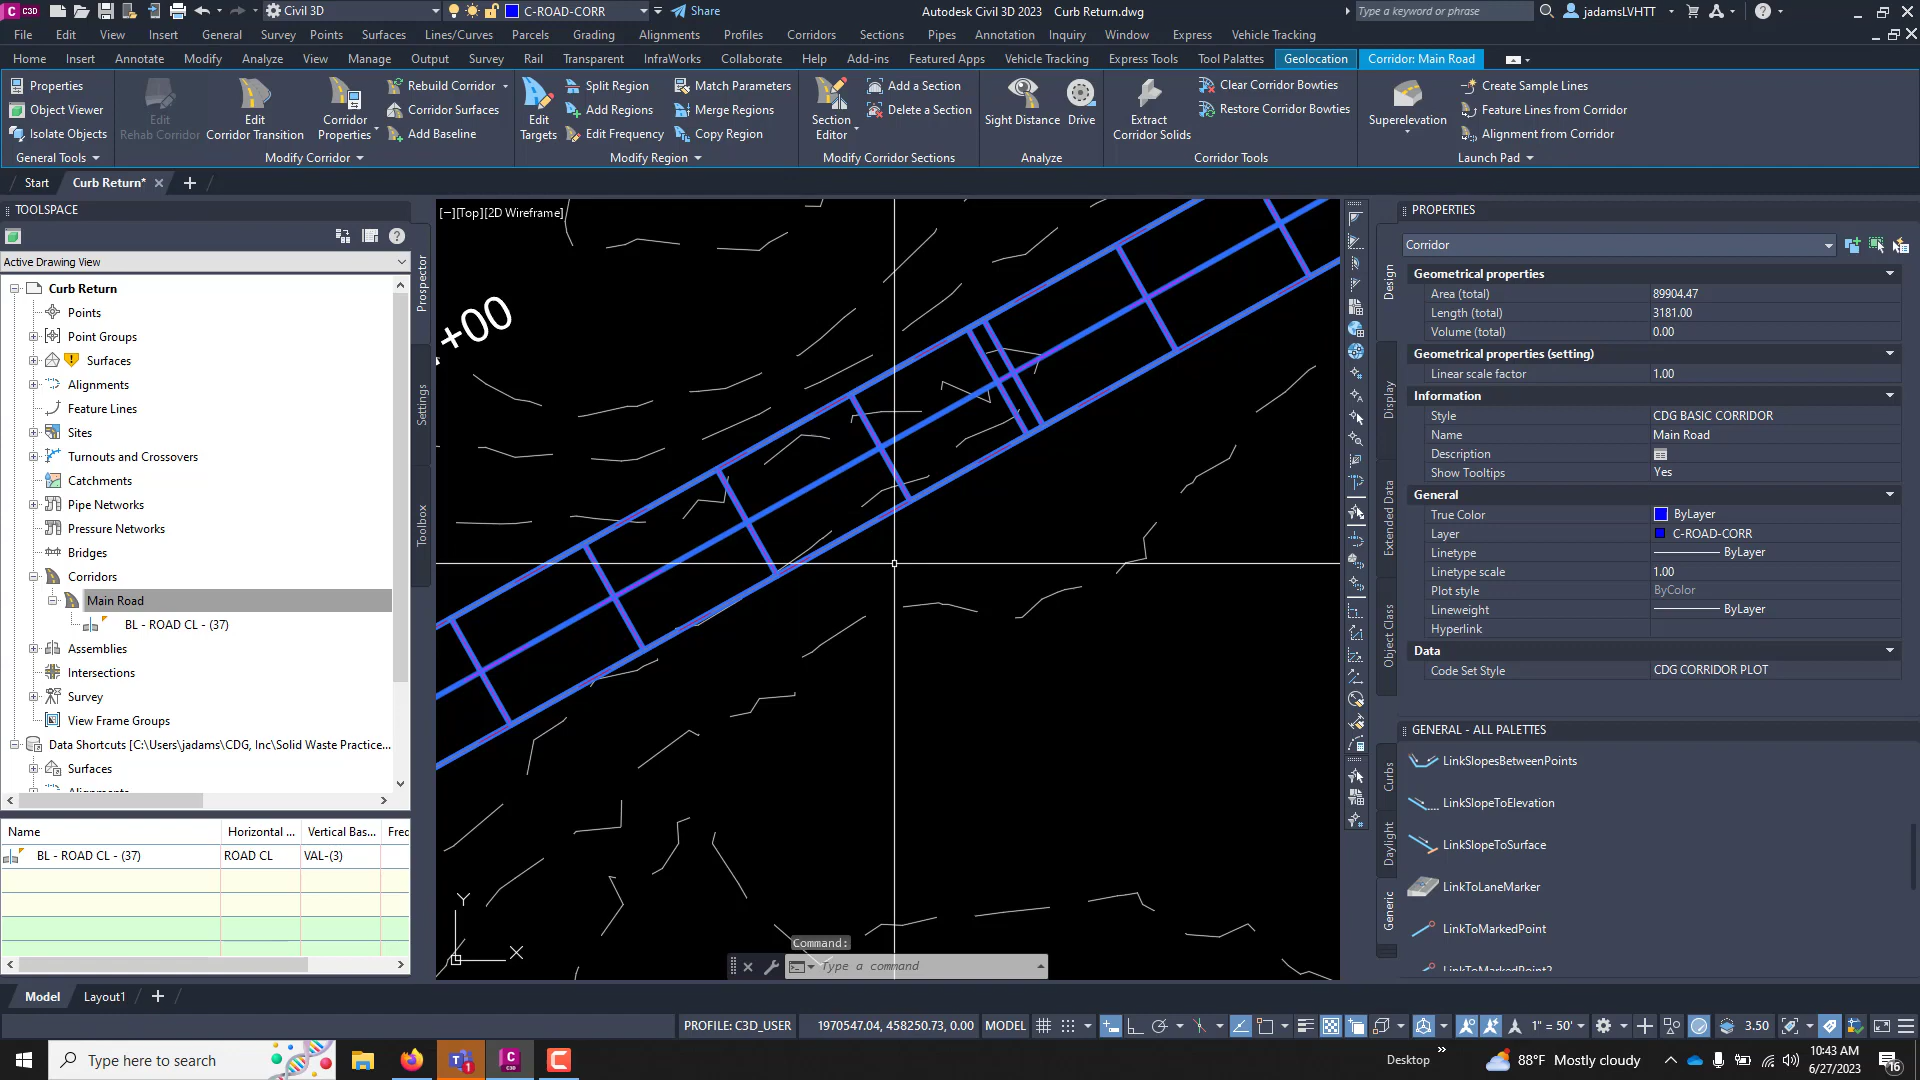 C3D Civil 3D C-ROAD-CORR Share Autodesk Civil 3D 2023 Curb Return.dwg Type a keyword or phrase jadamsLVHTT
File Edit View Insert General Survey Points Surfaces Lines/Curves Parcels Grading Alignments Profiles Corridors Sections Pipes Annotation Inquiry Window Express Vehicle Tracking
Home Insert Annotate Modify Analyze View Manage Output Survey Rail Transparent InfraWorks Collaborate Help Add-ins Featured Apps Vehicle Tracking Express Tools Tool Palettes Geolocation Corridor: Main Road
Properties
Object Viewer
Isolate Objects
General Tools
Edit
Rehab Corridor
Edit
Corridor Transition
Corridor
Properties
Rebuild Corridor
Corridor Surfaces
Add Baseline
Modify Corridor
Edit
Targets
Split Region
Add Regions
Edit Frequency
Match Parameters
Merge Regions
Copy Region
Modify Region
Section
Editor
Add a Section
Delete a Section
Modify Corridor Sections
Sight Distance
Drive
Analyze
Extract
Corridor Solids
Clear Corridor Bowties
Restore Corridor Bowties
Corridor Tools
Superelevation
Create Sample Lines
Feature Lines from Corridor
Alignment from Corridor
Launch Pad
Start
Curb Return*
TOOLSPACE
Active Drawing View
Curb Return
Points
Point Groups
Surfaces
Alignments
Feature Lines
Sites
Turnouts and Crossovers
Catchments
Pipe Networks
Pressure Networks
Bridges
Corridors
Main Road
BL - ROAD CL - (37)
Assemblies
Intersections
Survey
View Frame Groups
Data Shortcuts [C:\Users\jadams\CDG, Inc\Solid Waste Practice...
Surfaces
Alignments
Prospector
Settings
Toolbox
Name Horizontal ... Vertical Bas... Frec
BL - ROAD CL - (37) ROAD CL VAL-(3)
[−][Top][2D Wireframe]
+00
Y
X
Command:
Type a command
PROPERTIES
Corridor
Geometrical properties
Area (total) 89904.47
Length (total) 3181.00
Volume (total) 0.00
Geometrical properties (setting)
Linear scale factor 1.00
Information
Style CDG BASIC CORRIDOR
Name Main Road
Description
Show Tooltips Yes
General
True Color ByLayer
Layer C-ROAD-CORR
Linetype ByLayer
Linetype scale 1.00
Plot style ByColor
Lineweight ByLayer
Hyperlink
Data
Code Set Style CDG CORRIDOR PLOT
Design
Display
Extended Data
Object Class
GENERAL - ALL PALETTES
LinkSlopesBetweenPoints
LinkSlopeToElevation
LinkSlopeToSurface
LinkToLaneMarker
LinkToMarkedPoint
LinkToMarkedPoint2
Curbs
Daylight
Generic
Model Layout1
PROFILE: C3D_USER 1970547.04, 458250.73, 0.00 MODEL 1" = 50' 3.50
Type here to search Desktop 88°F Mostly cloudy 10:43 AM
6/27/2023 16